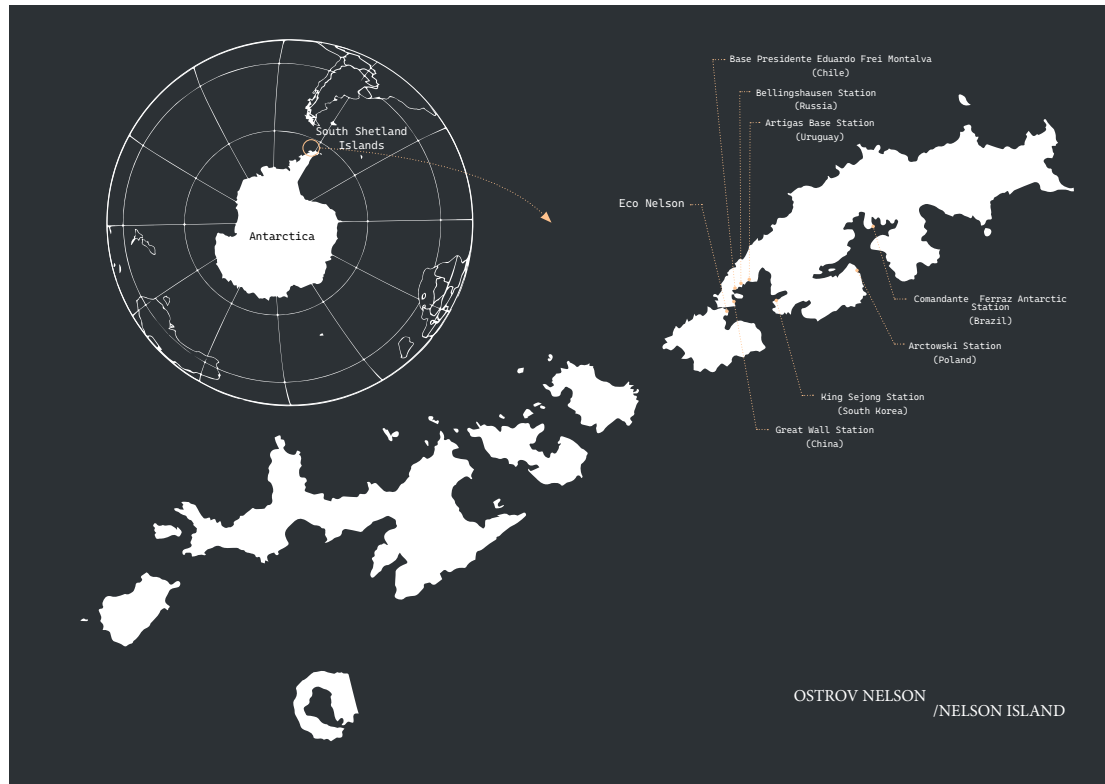 Base Presidente Eduardo Frei Montalva
(Chile)
Bellingshausen Station
(Russia)
Artigas Base Station
(Uruguay)
South Shetland
Islands
Eco Nelson
Antarctica
Comandante Ferraz Antarctic
Station
(Brazil)
Arctowski Station
(Poland)
King Sejong Station
(South Korea)
Great Wall Station
(China)
OSTROV NELSON
/NELSON ISLAND